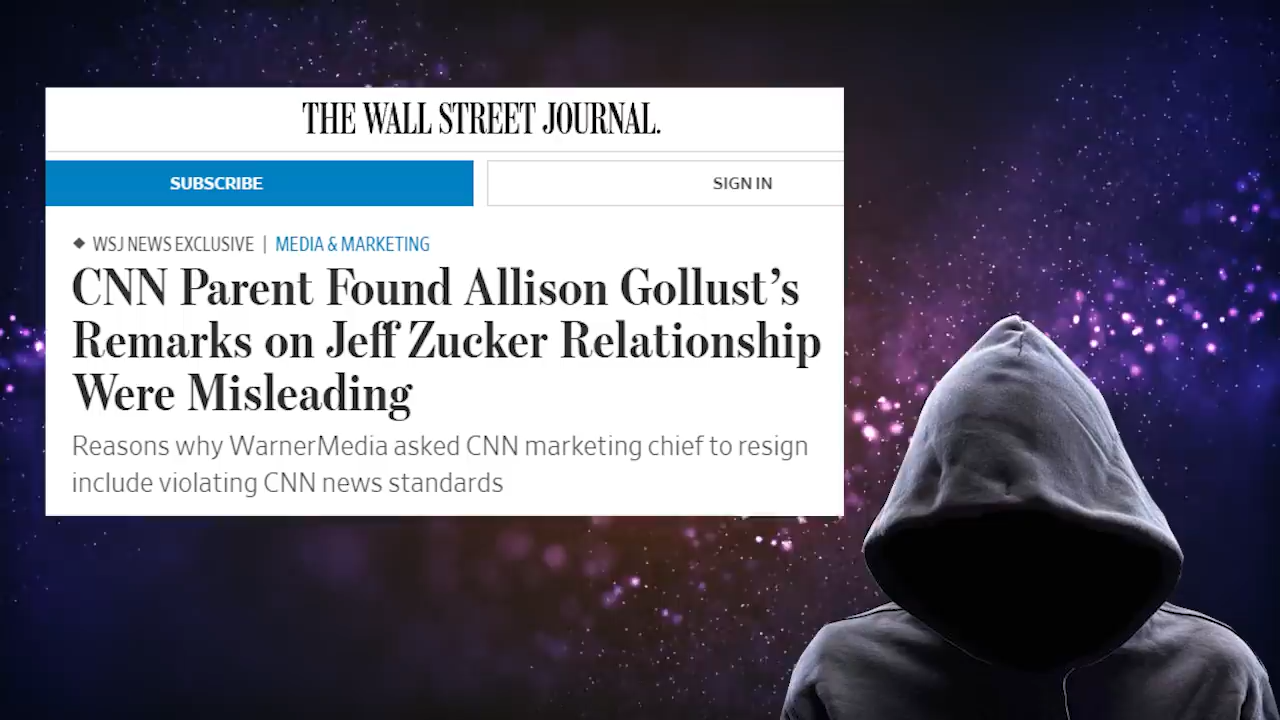 THE WALL STREET JOURNAL.
SUBSCRIBE
SIGN IN
◆ WSJ NEWS EXCLUSIVE | MEDIA & MARKETING
CNN Parent Found Allison Gollust’s
Remarks on Jeff Zucker Relationship
Were Misleading
Reasons why WarnerMedia asked CNN marketing chief to resign
include violating CNN news standards